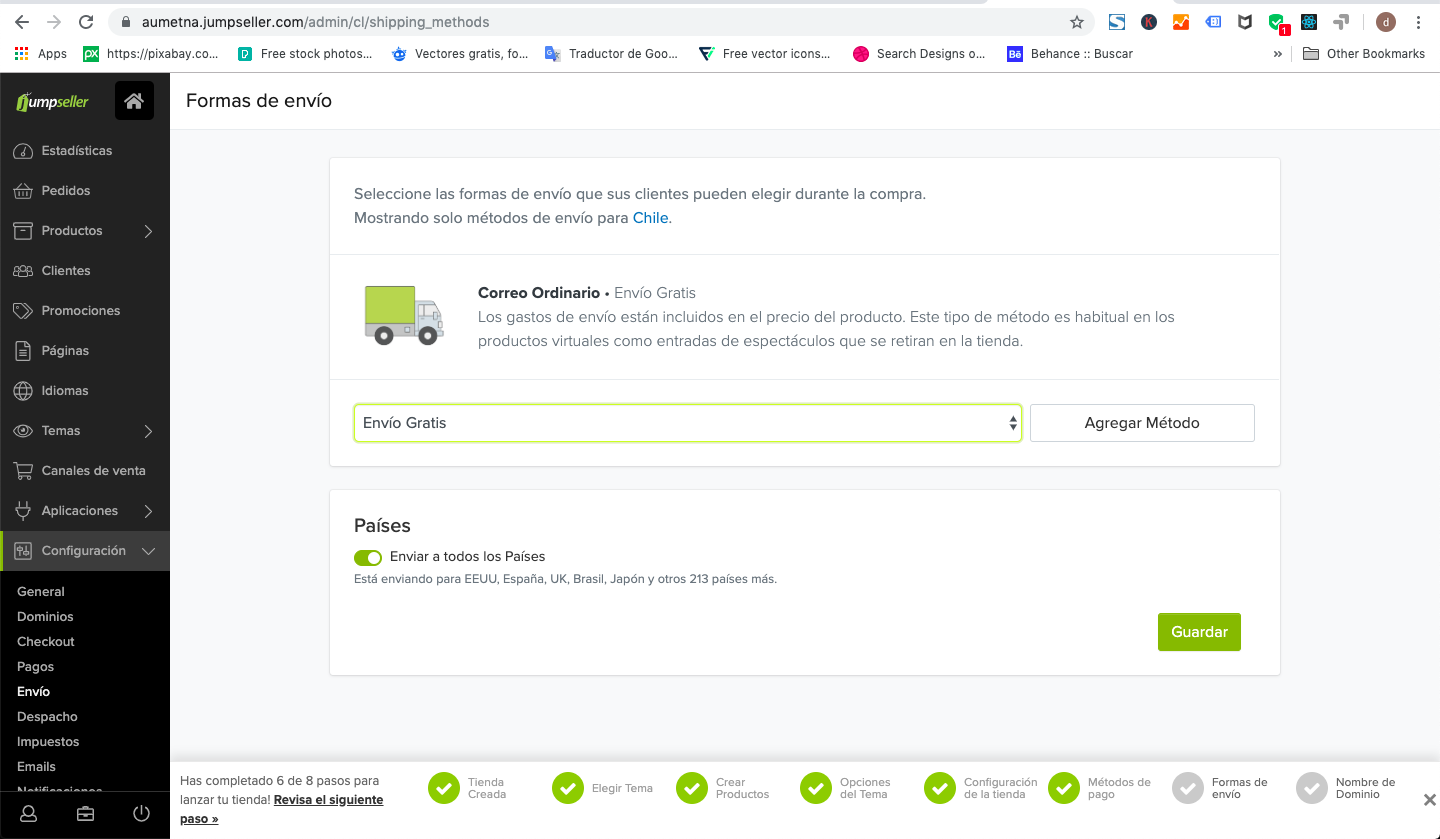 aumetna.jumpseller.com/admin/cl/shipping_methods
Apps
px
https://pixabay.co...
Free stock photos...
Vectores gratis, fo...
Traductor de Goo...
Free vector icons...
Search Designs o...
Bē
Behance :: Buscar
»
Other Bookmarks
K
1
d
jumpseller
Formas de envío
Estadísticas
Pedidos
Productos
Clientes
Promociones
Páginas
Idiomas
Temas
Canales de venta
Aplicaciones
Configuración
General
Dominios
Checkout
Pagos
Envío
Despacho
Impuestos
Emails
Notificaciones
Seleccione las formas de envío que sus clientes pueden elegir durante la compra.
Mostrando solo métodos de envío para Chile.
Correo Ordinario • Envío Gratis
Los gastos de envío están incluidos en el precio del producto. Este tipo de método es habitual en los
productos virtuales como entradas de espectáculos que se retiran en la tienda.
Envío Gratis
Agregar Método
Países
Enviar a todos los Países
Está enviando para EEUU, España, UK, Brasil, Japón y otros 213 países más.
Guardar
Has completado 6 de 8 pasos para
lanzar tu tienda! Revisa el siguiente
paso »
Tienda
Creada
Elegir Tema
Crear
Productos
Opciones
del Tema
Configuración
de la tienda
Métodos de
pago
Formas de
envío
Nombre de
Dominio